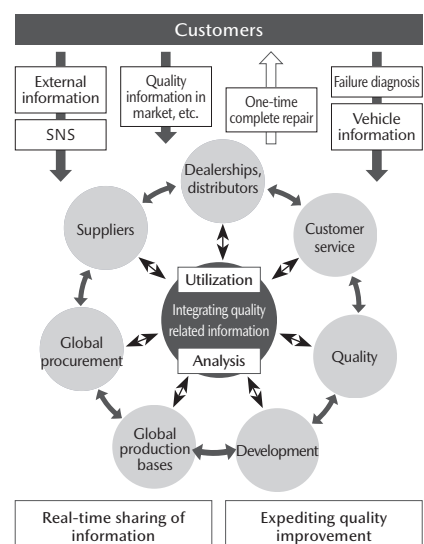 Customers
External
information
SNS
Quality
information in
market, etc.
One-time
complete repair
Failure diagnosis
Vehicle
information
Dealerships,
distributors
Suppliers
Customer
service
Utilization
Integrating quality
related information
Analysis
Global
procurement
Quality
Global
production
bases
Development
Real-time sharing of
information
Expediting quality
improvement